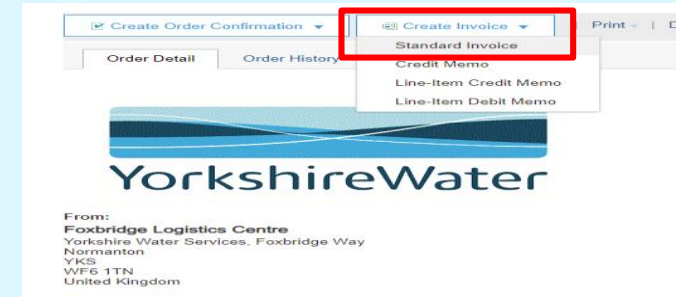 Create Order Confirmation Create Invoice Print | D
Order Detail Order History
Standard Invoice
Credit Memo
Line-Item Credit Memo
Line-Item Debit Memo
YorkshireWater
From:
Foxbridge Logistics Centre
Yorkshire Water Services, Foxbridge Way
Normanton
YKS
WF6 1TN
United Kingdom